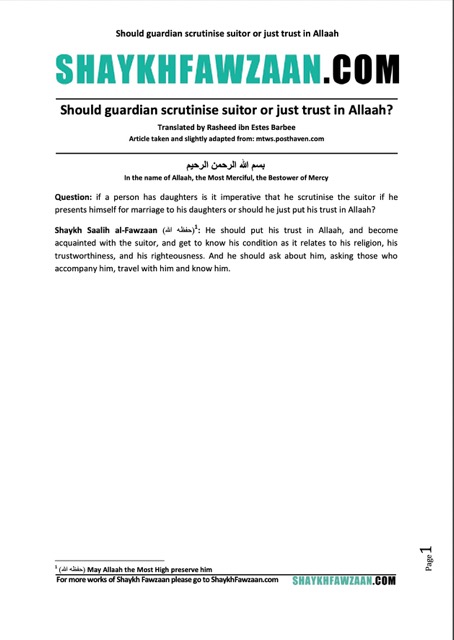 Should guardian scrutinise suitor or just trust in Allaah
SHAYKHFAWZAAN.COM
Should guardian scrutinise suitor or just trust in Allaah?
Translated by Rasheed ibn Estes Barbee
Article taken and slightly adapted from: mtws.posthaven.com
بسم الله الرحمن الرحيم
In the name of Allaah, the Most Merciful, the Bestower of Mercy
Question: if a person has daughters is it imperative that he scrutinise the suitor if he
presents himself for marriage to his daughters or should he just put his trust in Allaah?
Shaykh Saalih al-Fawzaan (حفظه الله)1: He should put his trust in Allaah, and become
acquainted with the suitor, and get to know his condition as it relates to his religion, his
trustworthiness, and his righteousness. And he should ask about him, asking those who
accompany him, travel with him and know him.
Page1
1 (حفظه الله) May Allaah the Most High preserve him
For more works of Shaykh Fawzaan please go to ShaykhFawzaan.com SHAYKHFAWZAAN.COM